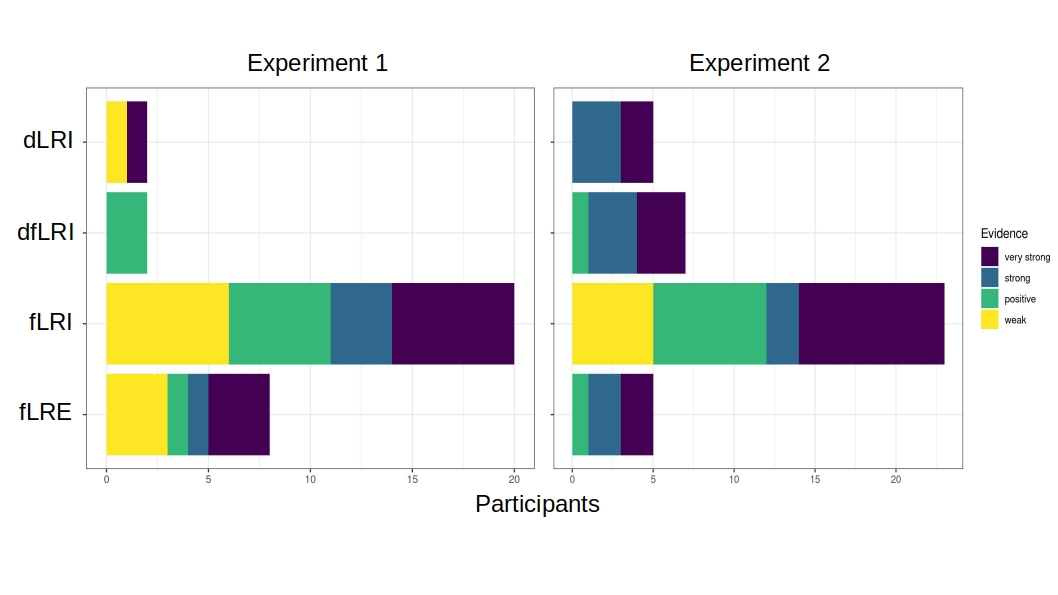 Experiment 1
Experiment 2
dLRI
dfLRI
fLRI
fLRE
0 5 10 15 20
0 5 10 15 20
Participants
Evidence
very strong
strong
positive
weak